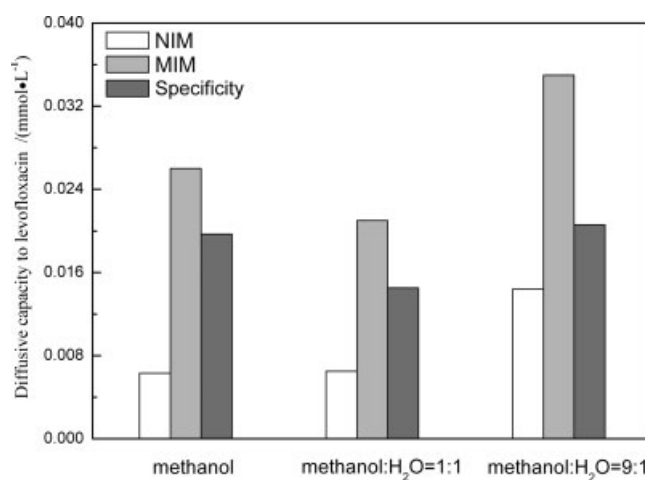 0.040
0.032
0.024
0.016
0.008
0.000
Diffusive capacity to levofloxacin /(mmol•L⁻¹)
NIM
MIM
Specificity
methanol
methanol:H₂O=1:1
methanol:H₂O=9:1